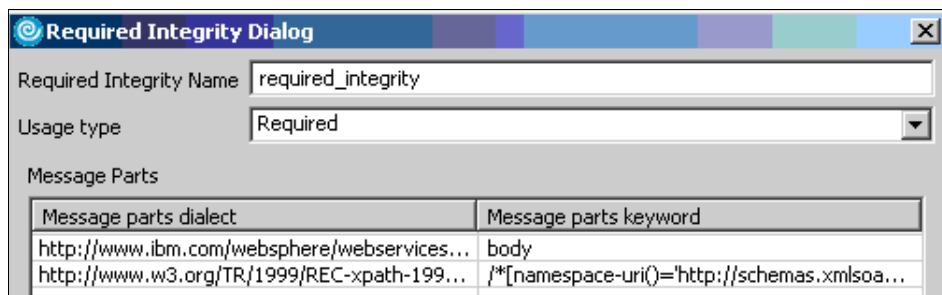 Required Integrity Dialog
Required Integrity Name required_integrity
Usage type Required
Message Parts
Message parts dialect Message parts keyword
http://www.ibm.com/websphere/webservices... body
http://www.w3.org/TR/1999/REC-xpath-199... /*[namespace-uri()='http://schemas.xmlsoa...